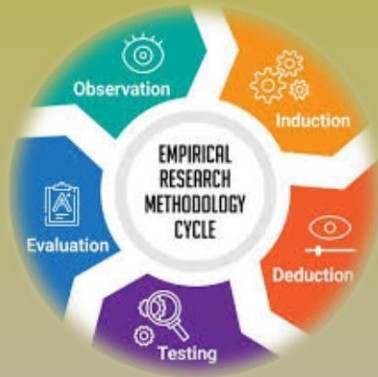 Observation
Induction
EMPIRICAL
RESEARCH
METHODOLOGY
CYCLE
Deduction
Testing
Evaluation